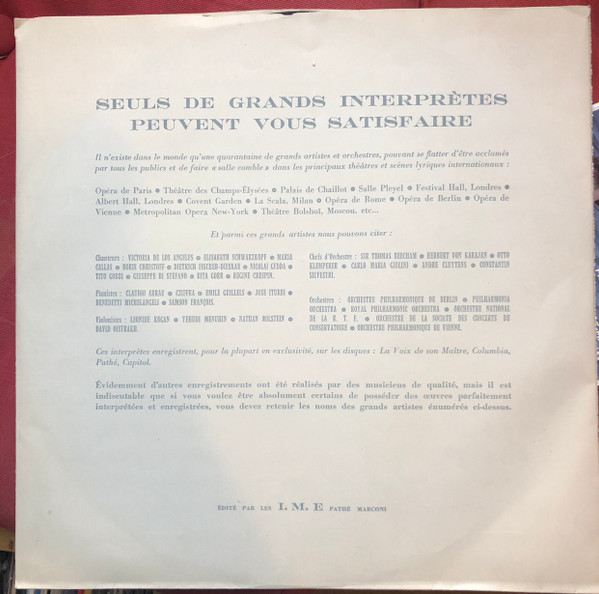 SEULS DE GRANDS INTERPRÈTES
PEUVENT VOUS SATISFAIRE
Il n'existe dans le monde qu'une quarantaine de grands artistes et orchestres, pouvant se flatter d'être acclamés
par tous les publics et de faire « salle comble » dans les principaux théâtres et scènes lyriques internationaux :
Opéra de Paris ● Théâtre des Champs-Élysées ● Palais de Chaillot ● Salle Pleyel ● Festival Hall, Londres ●
Albert Hall, Londres ● Covent Garden ● La Scala, Milan ● Opéra de Rome ● Opéra de Berlin ● Opéra de
Vienne ● Metropolitan Opera New-York ● Théâtre Bolshoï, Moscou, etc...
Et parmi ces grands artistes nous pouvons citer :
Chanteurs : VICTORIA DE LOS ANGELES ● ELISABETH SCHWARZKOPF ● MARIA
CALLAS ● BORIS CHRISTOFF ● DIETRICH FISCHER-DIESKAU ● NICOLAI GEDDA ●
TITO GOBBI ● GIUSEPPE DI STEFANO ● RITA GORR ● REGINE CRESPIN.
Pianistes : CLAUDIO ARRAU ● CZIFFRA ● EMILE GUILLELS ● JOSE ITURBI ●
BENEDETTI MICHELANGELI ● SAMSON FRANÇOIS.
Violonistes : LEONIDE KOGAN ● YEHUDI MENUHIN ● NATHAN MILSTEIN ●
DAVID OISTRAKH.
Chefs d'Orchestre : SIR THOMAS BEECHAM ● HERBERT VON KARAJAN ● OTTO
KLEMPERER ● CARLO MARIA GIULINI ● ANDRE CLUYTENS ● CONSTANTIN
SILVESTRI.
Orchestres : ORCHESTRE PHILHARMONIQUE DE BERLIN ● PHILHARMONIA
ORCHESTRA ● ROYAL PHILHARMONIC ORCHESTRA ● ORCHESTRE NATIONAL
DE LA R. T. F. ● ORCHESTRE DE LA SOCIETE DES CONCERTS DU
CONSERVATOIRE ● ORCHESTRE PHILHARMONIQUE DE VIENNE.
Ces interprètes enregistrent, pour la plupart en exclusivité, sur les disques : La Voix de son Maître, Columbia,
Pathé, Capitol.
Évidemment d'autres enregistrements ont été réalisés par des musiciens de qualité, mais il est
indiscutable que si vous voulez être absolument certains de posséder des œuvres parfaitement
interprétées et enregistrées, vous devez retenir les noms des grands artistes énumérés ci-dessus.
ÉDITÉ PAR LES I. M. E PATHÉ MARCONI